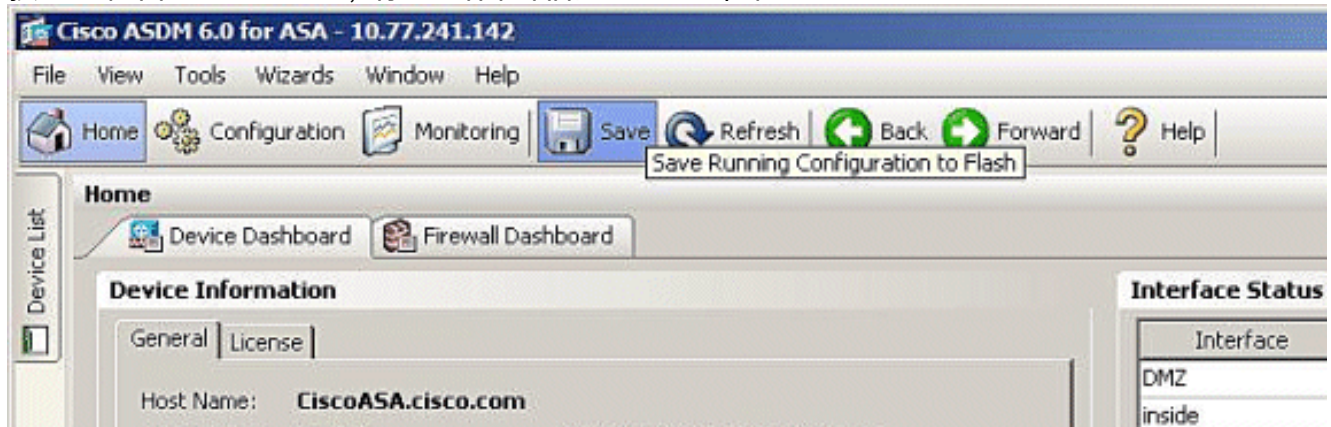 Cisco ASDM 6.0 for ASA - 10.77.241.142
File View Tools Wizards Window Help
Home Configuration Monitoring Save Refresh Back Forward Help
Save Running Configuration to Flash
Device List
Home
Device Dashboard Firewall Dashboard
Device Information
General License
Host Name: CiscoASA.cisco.com
Interface Status
Interface
DMZ
inside